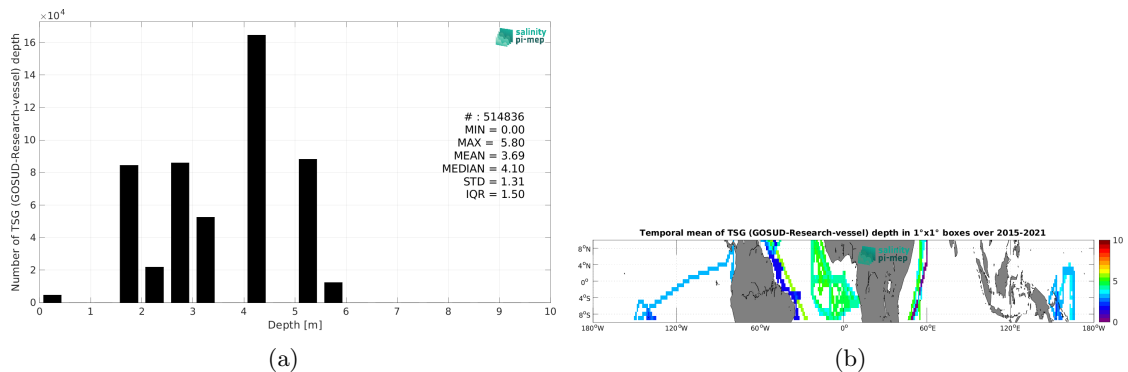 ×10⁴
16
14
12
10
8
6
4
2
0
Number of TSG (GOSUD-Research-vessel) depth
salinity
pi-mep
# : 514836
MIN = 0.00
MAX = 5.80
MEAN = 3.69
MEDIAN = 4.10
STD = 1.31
IQR = 1.50
0 1 2 3 4 5 6 7 8 9 10
Depth [m]
(a)
Temporal mean of TSG (GOSUD-Research-vessel) depth in 1°x1° boxes over 2015-2021
salinity
pi-mep
8°N
4°N
0°
4°S
8°S
180°W 120°W 60°W 0° 60°E 120°E 180°W
10
5
0
(b)